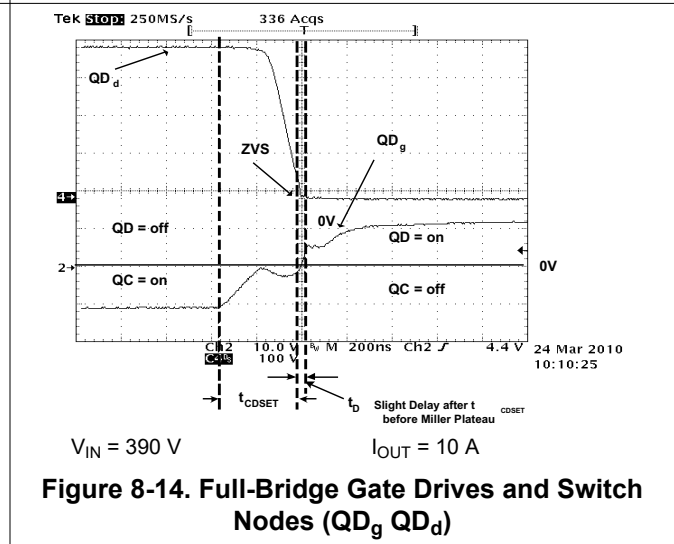 Tek Stop: 250MS/s 336 Acqs
T
QD d
ZVS
QDg
4→
0V
QD = off
QD = on
2→
0V
QC = on
QC = off
Ch2 10.0 V BW M 200ns Ch2 4.4 V
100 V
24 Mar 2010
10:10:25
tCDSET
tD
Slight Delay after t CDSET
before Miller Plateau
VIN = 390 V
IOUT = 10 A
Figure 8-14. Full-Bridge Gate Drives and Switch
Nodes (QDg QDd)